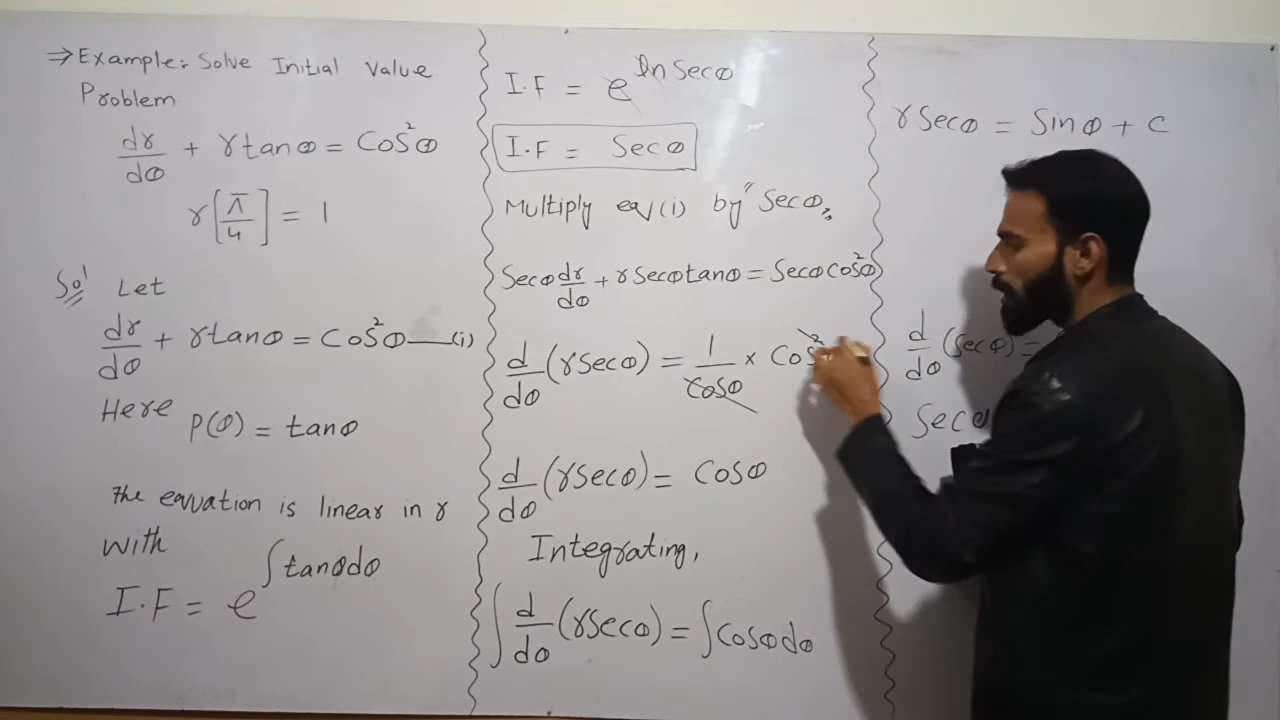 ⇒ Example: Solve Initial Value
Problem
dr/dθ + r tanθ = Cos²θ
r[π/4] = 1
Sol Let
dr/dθ + r tanθ = Cos²θ —(i)
Here P(θ) = tanθ
The equation is linear in r
with
I.F = e^∫tanθdθ
I.F = e^ln Secθ
I.F = Secθ
Multiply eq(i) by "Secθ"
Secθ dr/dθ + r Secθ tanθ = Secθ Cos²θ
d/dθ (r Secθ) = 1/Cosθ × Cos²
d/dθ (r Secθ) = Cosθ
Integrating,
∫ d/dθ (r Secθ) = ∫ Cosθ dθ
r Secθ = Sinθ + C
d/dθ (Secθ) =
Secθ